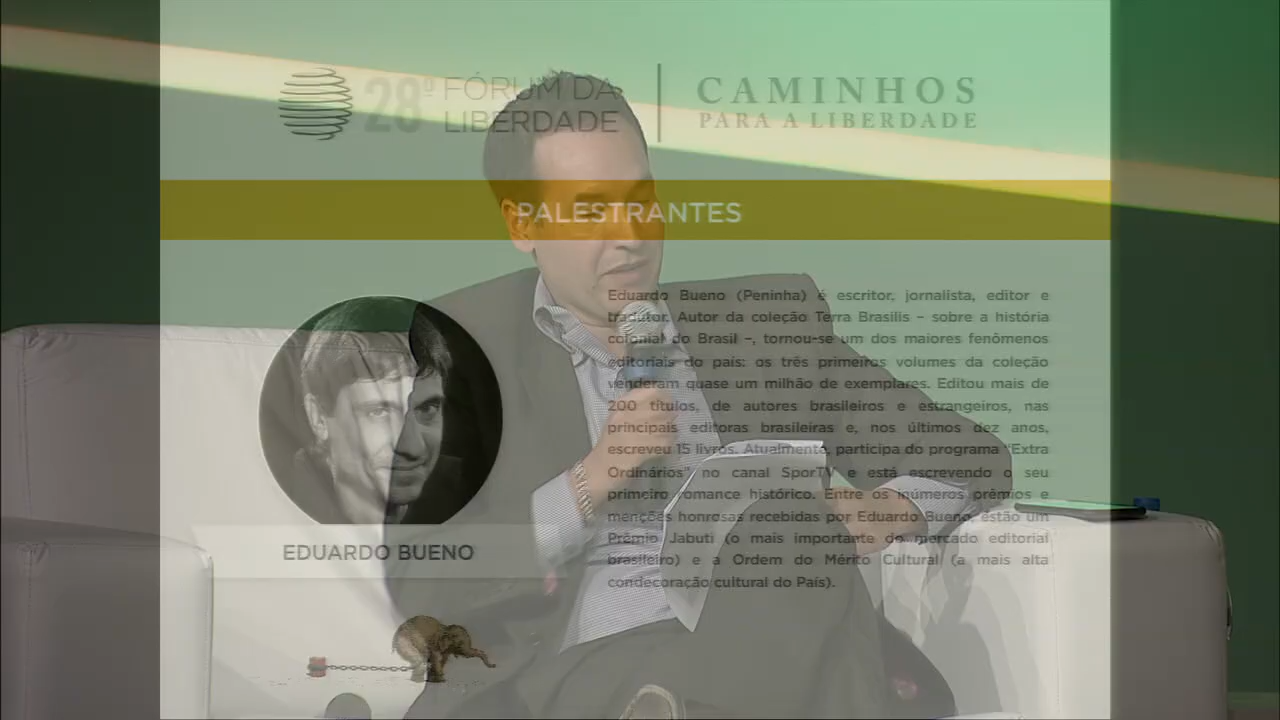 28º FÓRUM DA
LIBERDADE
CAMINHOS
PARA A LIBERDADE
PALESTRANTES
Eduardo Bueno (Peninha) é escritor, jornalista, editor e
tradutor. Autor da coleção Terra Brasilis – sobre a história
colonial do Brasil –, tornou-se um dos maiores fenômenos
editoriais do país: os três primeiros volumes da coleção
venderam quase um milhão de exemplares. Editou mais de
200 títulos, de autores brasileiros e estrangeiros, nas
principais editoras brasileiras e, nos últimos dez anos,
escreveu 15 livros. Atualmente, participa do programa "Extra
Ordinários" no canal SporTV e está escrevendo o seu
primeiro romance histórico. Entre os inúmeros prêmios e
menções honrosas recebidas por Eduardo Bueno, estão um
Prêmio Jabuti (o mais importante do mercado editorial
brasileiro) e a Ordem do Mérito Cultural (a mais alta
condecoração cultural do País).
EDUARDO BUENO